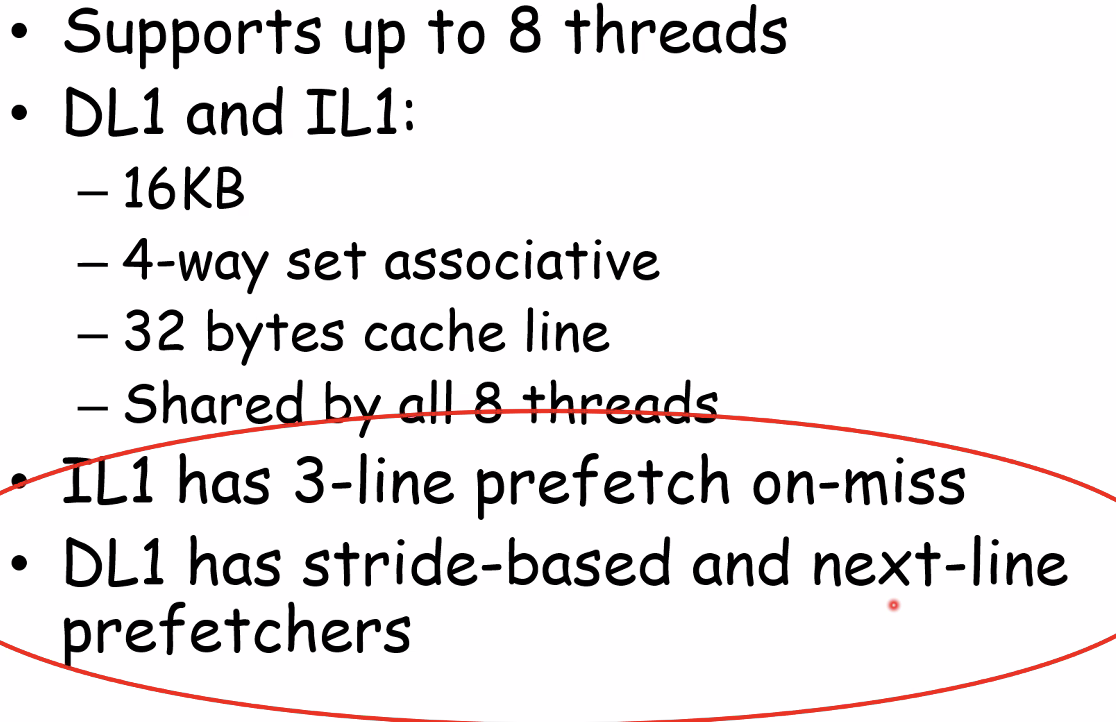 • Supports up to 8 threads
• DL1 and IL1:
– 16KB
– 4-way set associative
– 32 bytes cache line
– Shared by all 8 threads
• IL1 has 3-line prefetch on-miss
• DL1 has stride-based and next-line
prefetchers